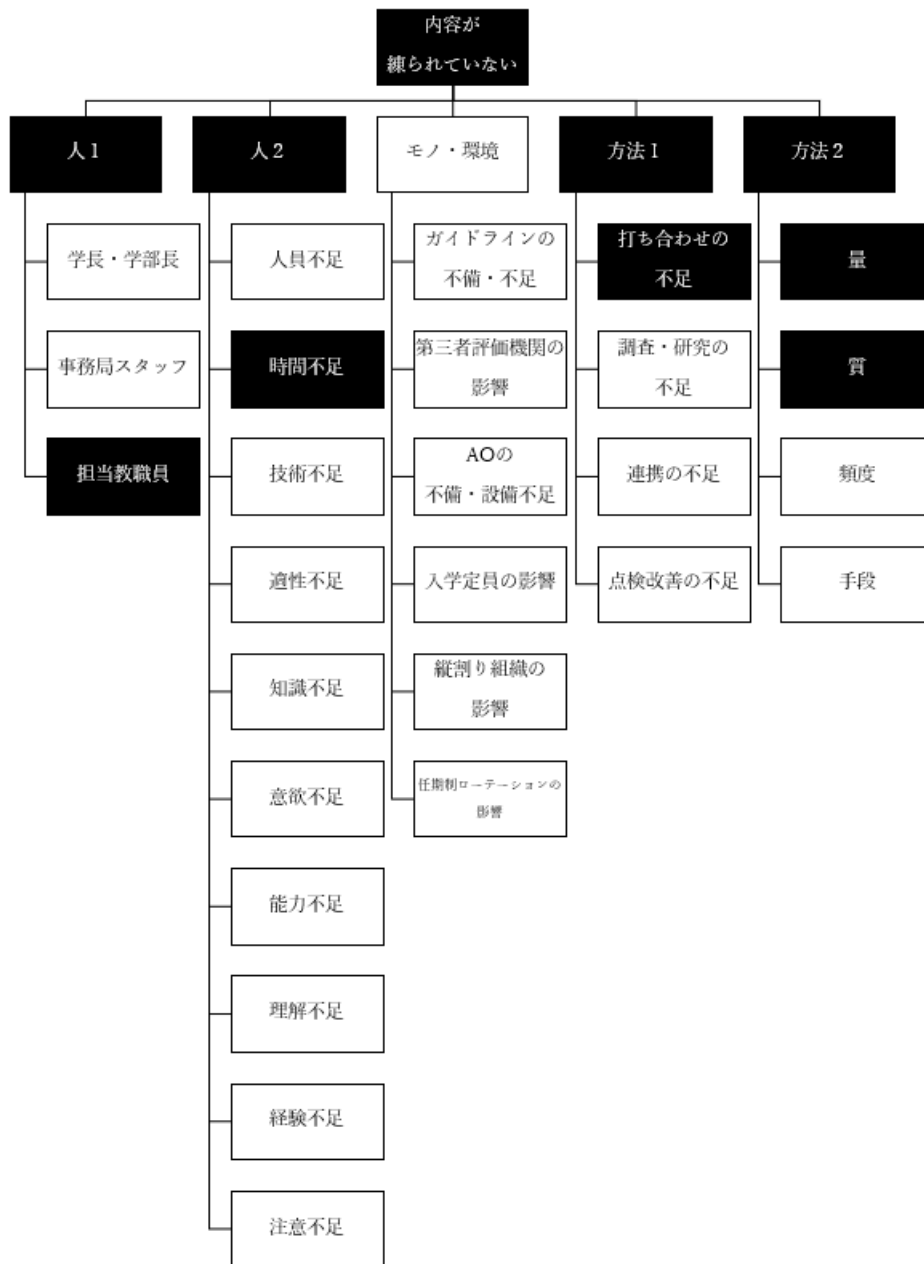 内容が
練られていない
人1
人2
モノ・環境
方法1
方法2
学長・学部長
事務局スタッフ
担当教職員
人員不足
時間不足
技術不足
適性不足
知識不足
意欲不足
能力不足
理解不足
経験不足
注意不足
ガイドラインの
不備・不足
第三者評価機関の
影響
AOの
不備・設備不足
入学定員の影響
縦割り組織の
影響
任期制ローテーションの
影響
打ち合わせの
不足
調査・研究の
不足
連携の不足
点検改善の不足
量
質
頻度
手段